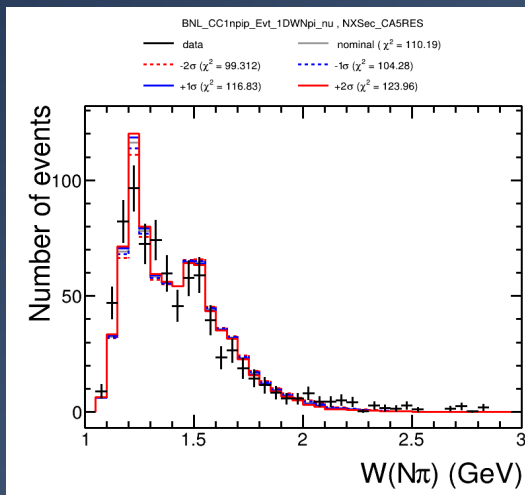 BNL_CC1npip_Evt_1DWNpi_nu , NXSec_CA5RES
data
nominal ( χ² = 110.19)
-2σ (χ² = 99.312)
-1σ (χ² = 104.28)
+1σ (χ² = 116.83)
+2σ (χ² = 123.96)
Number of events
100
50
0
1
1.5
2
2.5
3
W(Nπ) (GeV)